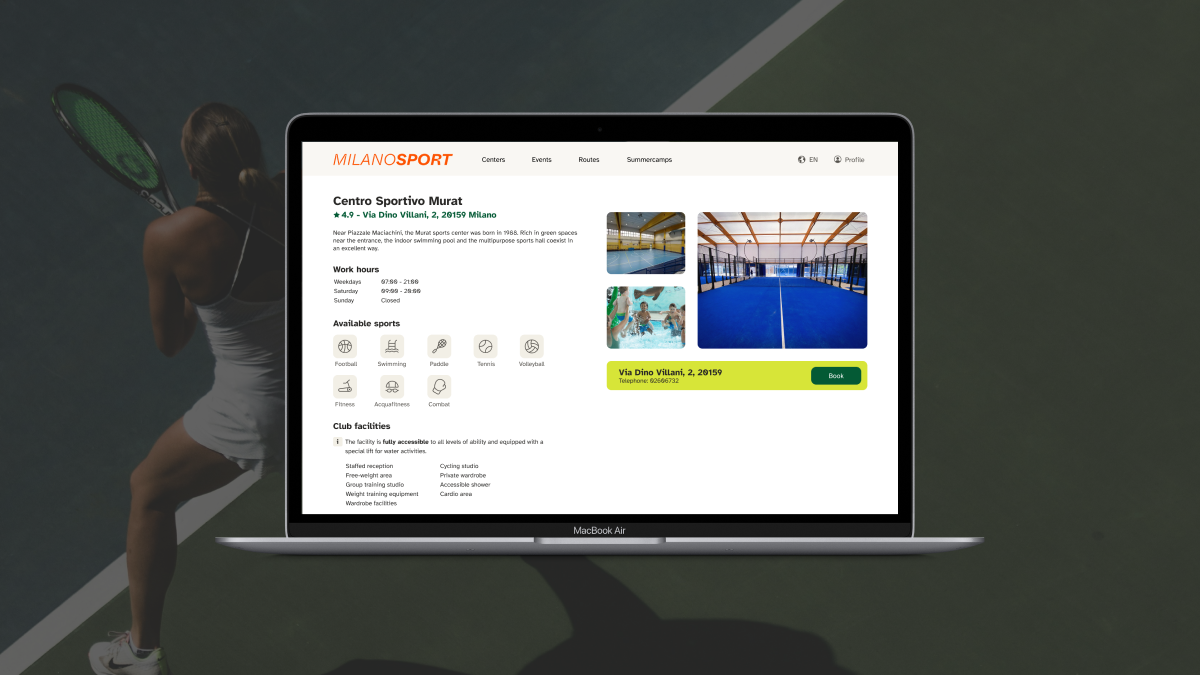 MILANOSPORT
Centers
Events
Routes
Summercamps
EN
Profile
Centro Sportivo Murat
4.9 - Via Dino Villani, 2, 20159 Milano
Near Piazzale Maciachini, the Murat sports center was born in 1968. Rich in green spaces
near the entrance, the indoor swimming pool and the multipurpose sports hall coexist in
an excellent way.
Work hours
Weekdays 07:00 - 21:00
Saturday 09:00 - 20:00
Sunday Closed
Available sports
Football
Swimming
Paddle
Tennis
Volleyball
Fitness
Acquafitness
Combat
Club facilities
i
The facility is fully accessible to all levels of ability and equipped with a
special lift for water activities.
Staffed reception
Free-weight area
Group training studio
Weight training equipment
Wardrobe facilities
Cycling studio
Private wardrobe
Accessible shower
Cardio area
Via Dino Villani, 2, 20159
Telephone: 02606732
Book
MacBook Air